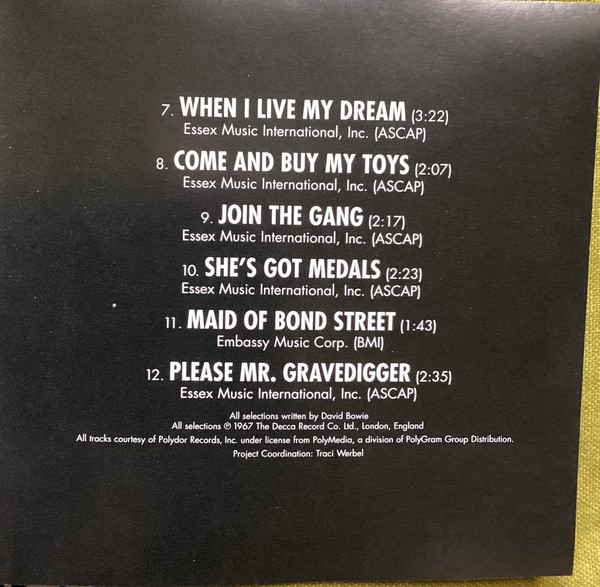 7. WHEN I LIVE MY DREAM (3:22)
Essex Music International, Inc. (ASCAP)
8. COME AND BUY MY TOYS (2:07)
Essex Music International, Inc. (ASCAP)
9. JOIN THE GANG (2:17)
Essex Music International, Inc. (ASCAP)
10. SHE'S GOT MEDALS (2:23)
Essex Music International, Inc. (ASCAP)
11. MAID OF BOND STREET (1:43)
Embassy Music Corp. (BMI)
12. PLEASE MR. GRAVEDIGGER (2:35)
Essex Music International, Inc. (ASCAP)
All selections written by David Bowie
All selections ℗ 1967 The Decca Record Co. Ltd., London, England
All tracks courtesy of Polydor Records, Inc. under license from PolyMedia, a division of PolyGram Group Distribution.
Project Coordination: Traci Werbel